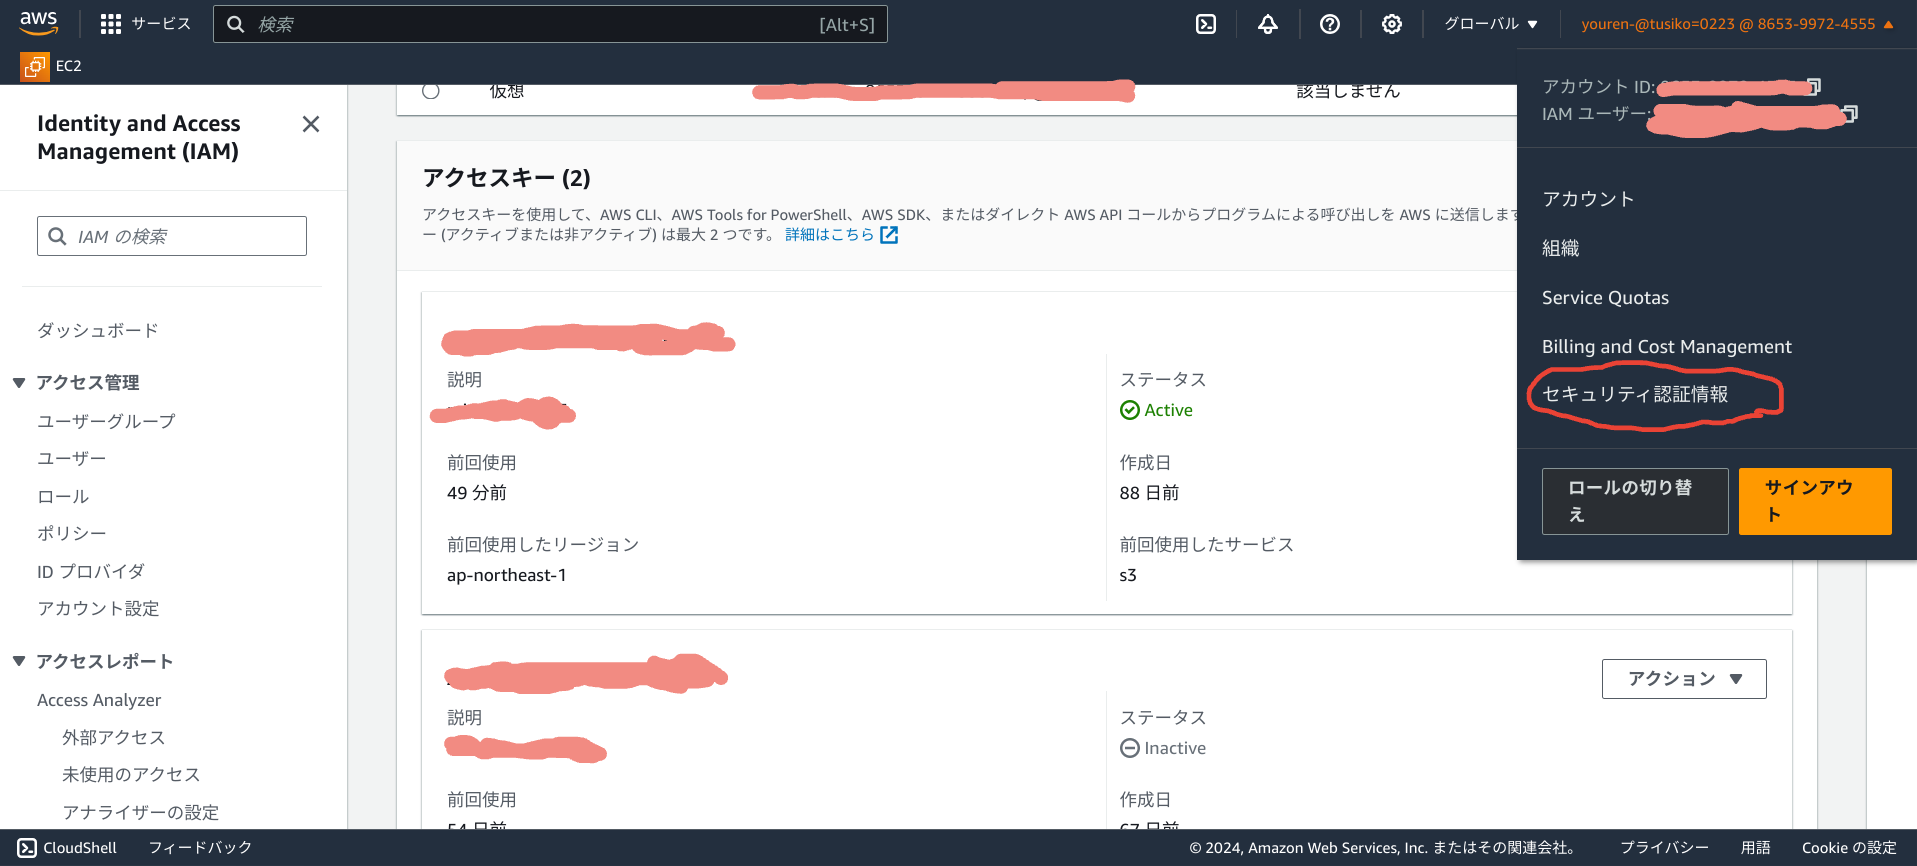 aws
サービス
検索
[Alt+S]
グローバル
youren-@tusiko=0223 @ 8653-9972-4555
EC2
Identity and Access
Management (IAM)
IAM の検索
ダッシュボード
アクセス管理
ユーザーグループ
ユーザー
ロール
ポリシー
ID プロバイダ
アカウント設定
アクセスレポート
Access Analyzer
外部アクセス
未使用のアクセス
アナライザーの設定
仮想
該当しません
アクセスキー (2)
アクセスキーを使用して、AWS CLI、AWS Tools for PowerShell、AWS SDK、またはダイレクト AWS API コールからプログラムによる呼び出しを AWS に送信します
ー (アクティブまたは非アクティブ) は最大 2 つです。 詳細はこちら
説明
ステータス
Active
前回使用
49 分前
作成日
88 日前
前回使用したリージョン
ap-northeast-1
前回使用したサービス
s3
アクション
説明
ステータス
Inactive
前回使用
54 日前
作成日
67 日前
アカウント ID:
IAM ユーザー:
アカウント
組織
Service Quotas
Billing and Cost Management
セキュリティ認証情報
ロールの切り替
え
サインアウ
ト
CloudShell
フィードバック
© 2024, Amazon Web Services, Inc. またはその関連会社。
プライバシー
用語
Cookie の設定